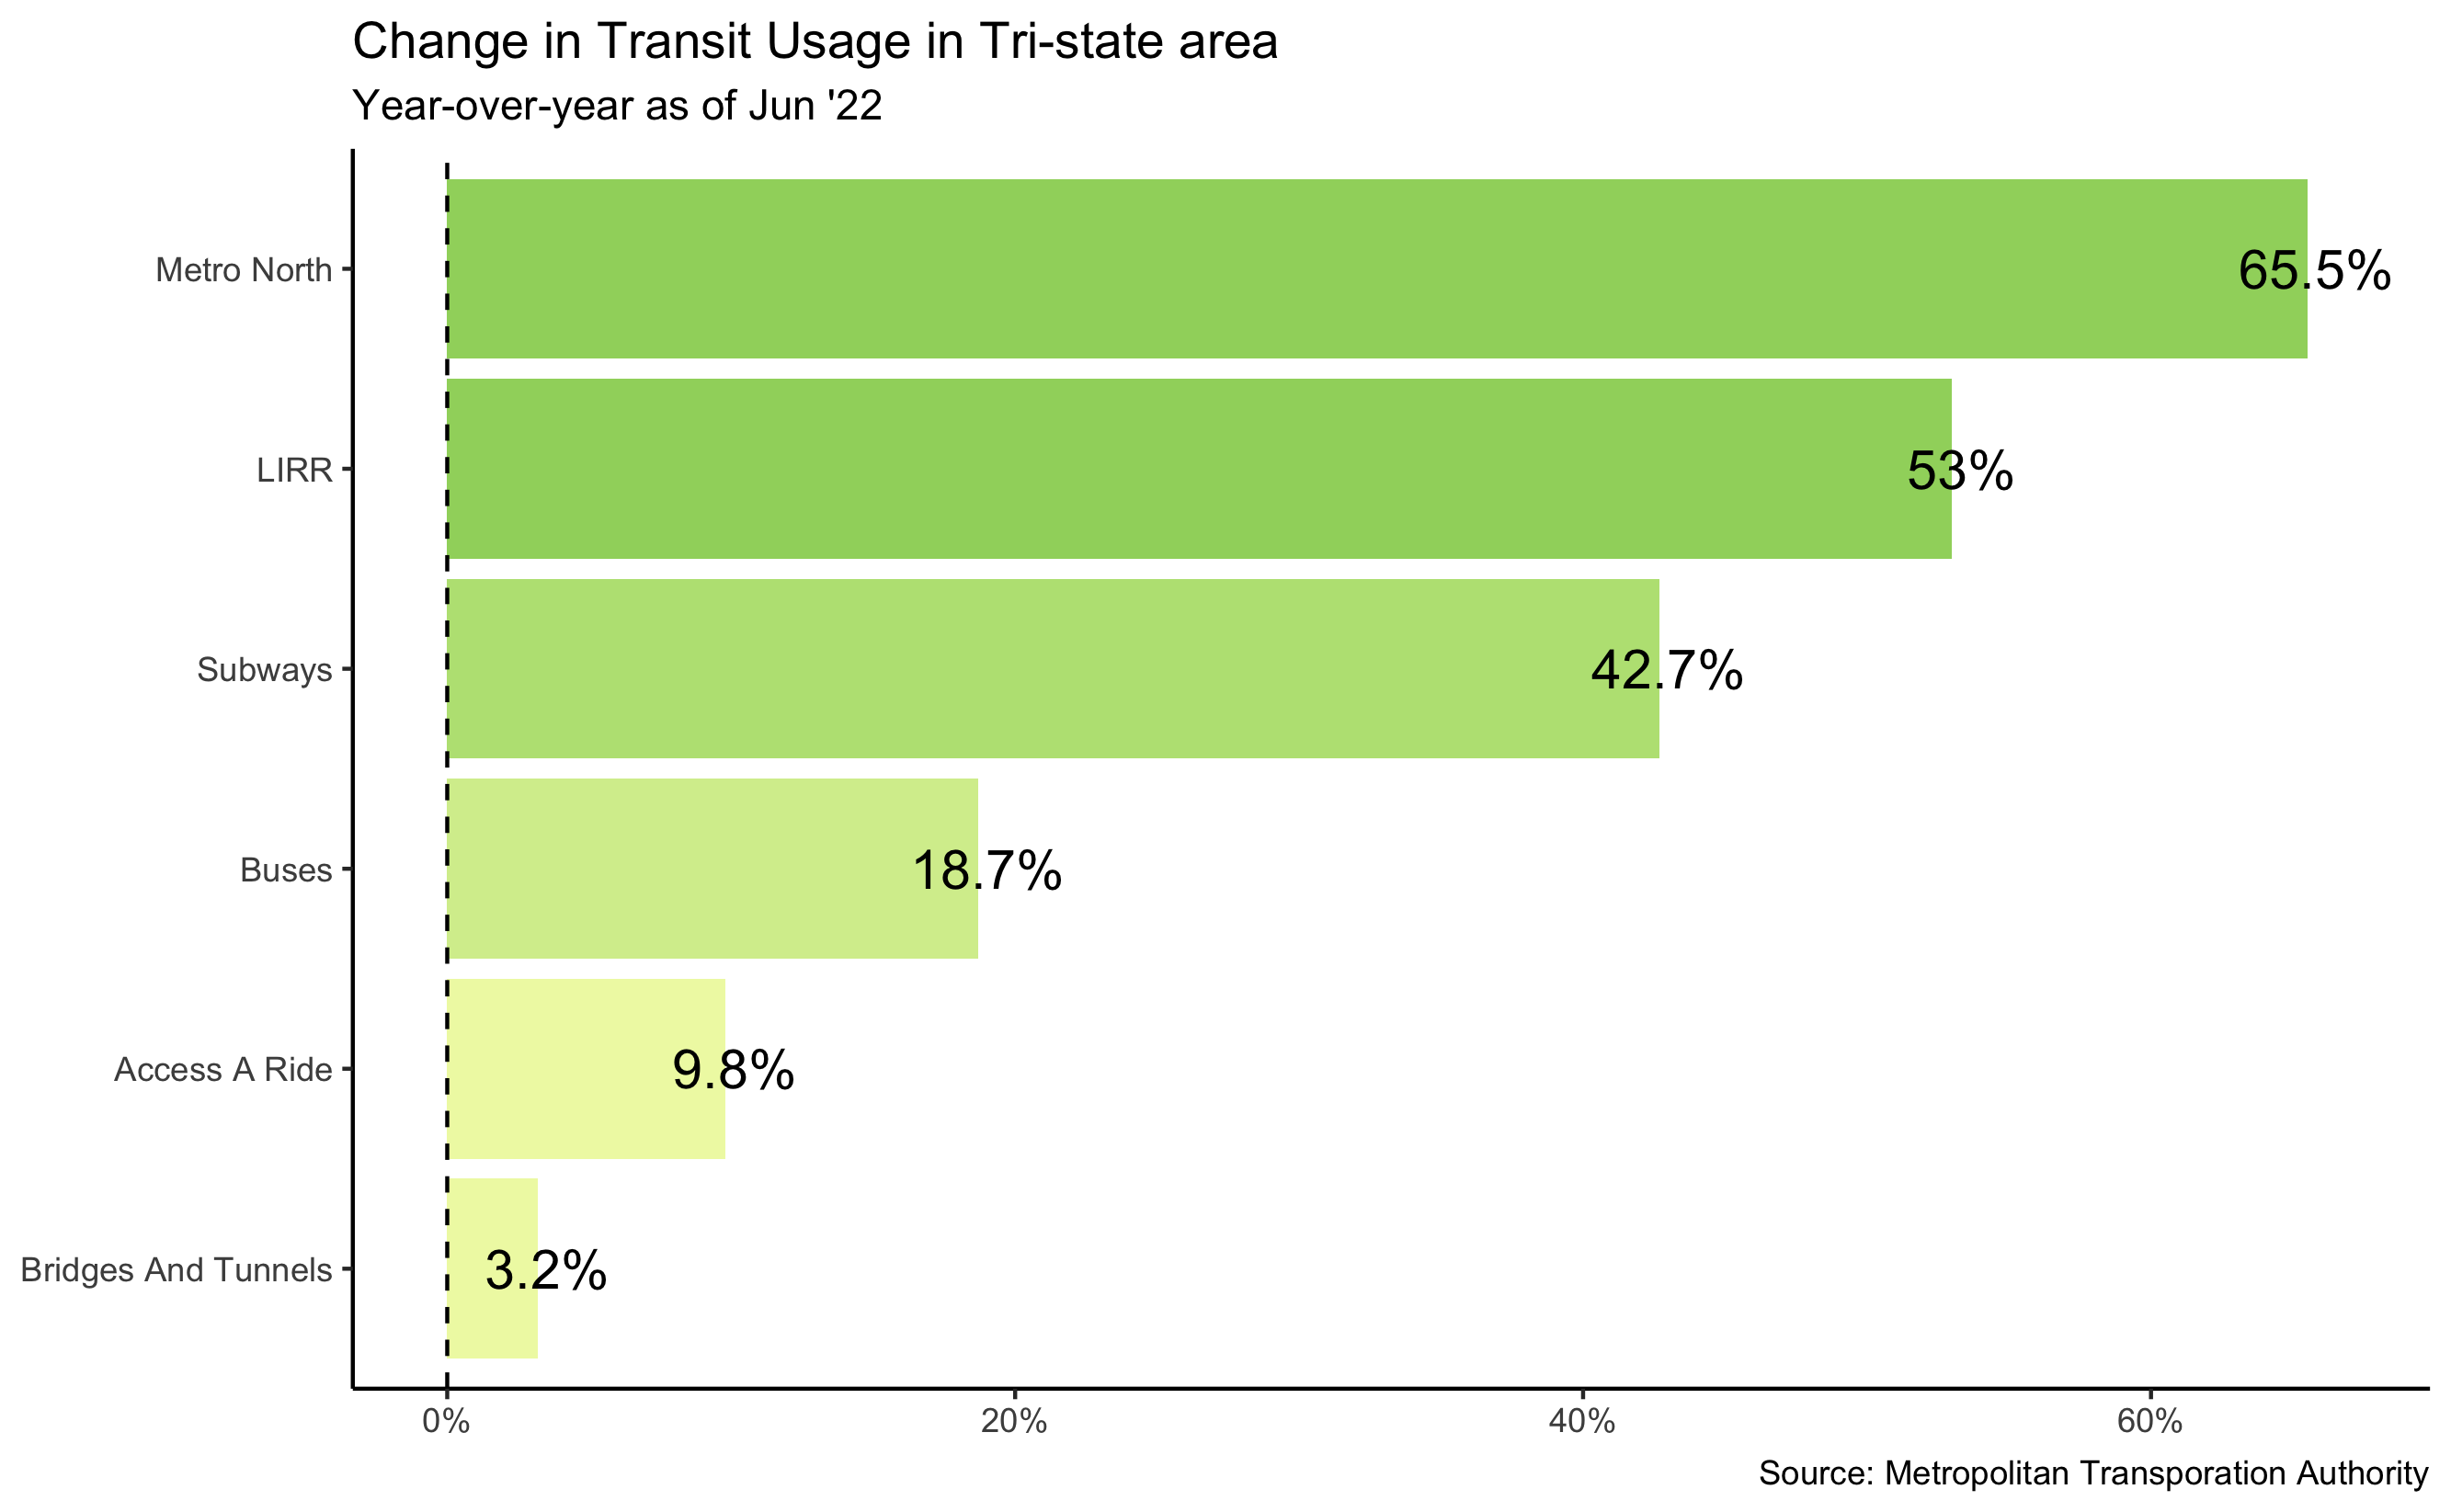 Change in Transit Usage in Tri-state area
Year-over-year as of Jun '22
Metro North
65.5%
LIRR
53%
Subways
42.7%
Buses
18.7%
Access A Ride
9.8%
Bridges And Tunnels
3.2%
0% 20% 40% 60%
Source: Metropolitan Transporation Authority